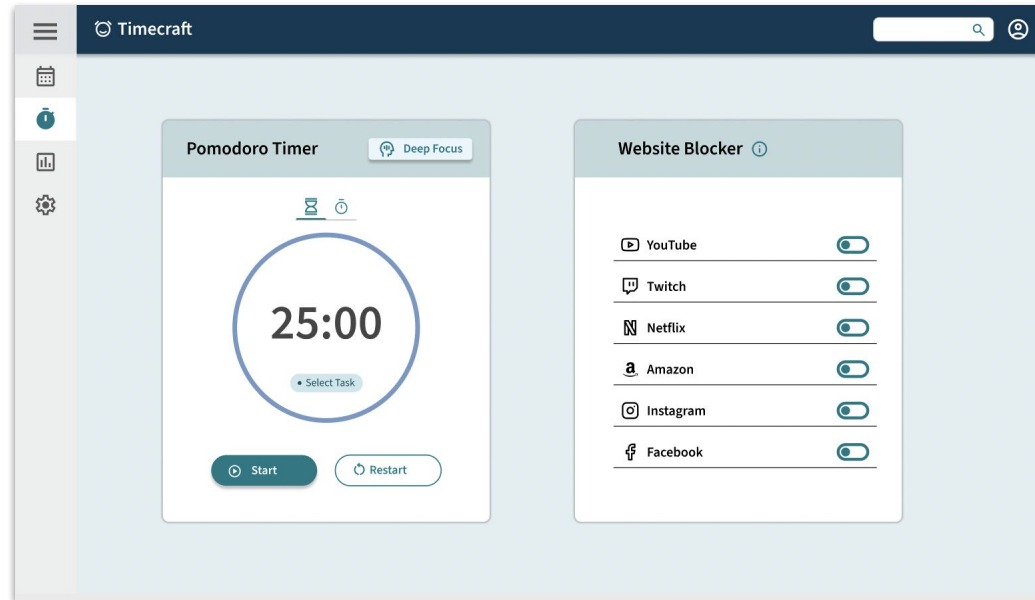 Timecraft
Pomodoro Timer
Deep Focus
25:00
• Select Task
Start
Restart
Website Blocker
YouTube
Twitch
Netflix
Amazon
Instagram
Facebook